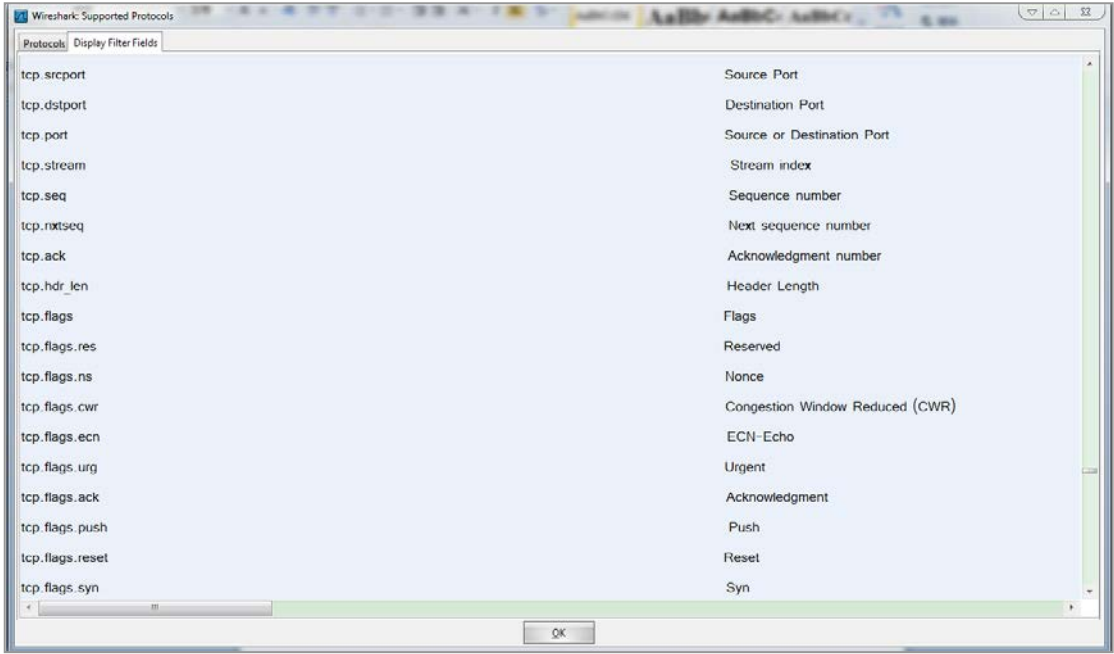 Wireshark: Supported Protocols
Protocols Display Filter Fields
tcp.srcport Source Port
tcp.dstport Destination Port
tcp.port Source or Destination Port
tcp.stream Stream index
tcp.seq Sequence number
tcp.nxtseq Next sequence number
tcp.ack Acknowledgment number
tcp.hdr_len Header Length
tcp.flags Flags
tcp.flags.res Reserved
tcp.flags.ns Nonce
tcp.flags.cwr Congestion Window Reduced (CWR)
tcp.flags.ecn ECN-Echo
tcp.flags.urg Urgent
tcp.flags.ack Acknowledgment
tcp.flags.push Push
tcp.flags.reset Reset
tcp.flags.syn Syn
OK